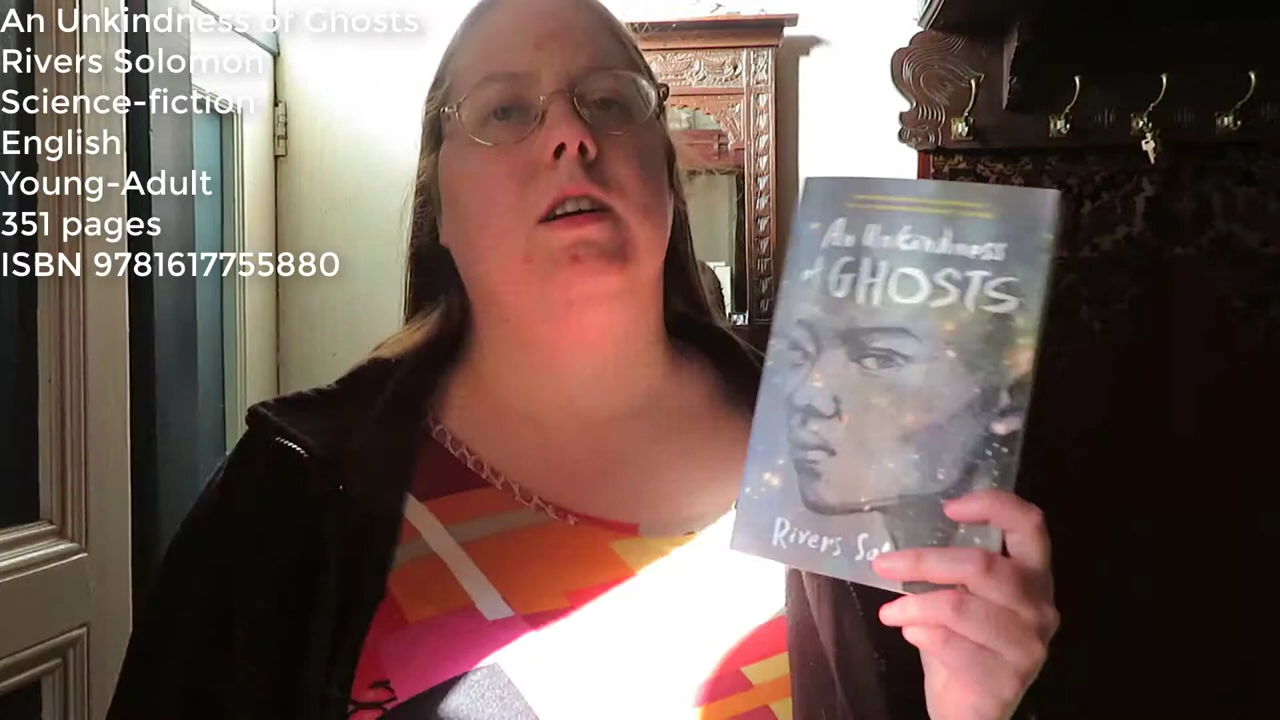 An Unkindness of Ghosts
Rivers Solomon
Science-fiction
English
Young-Adult
351 pages
ISBN 9781617755880
An Unkindness
of GHOSTS
Rivers So